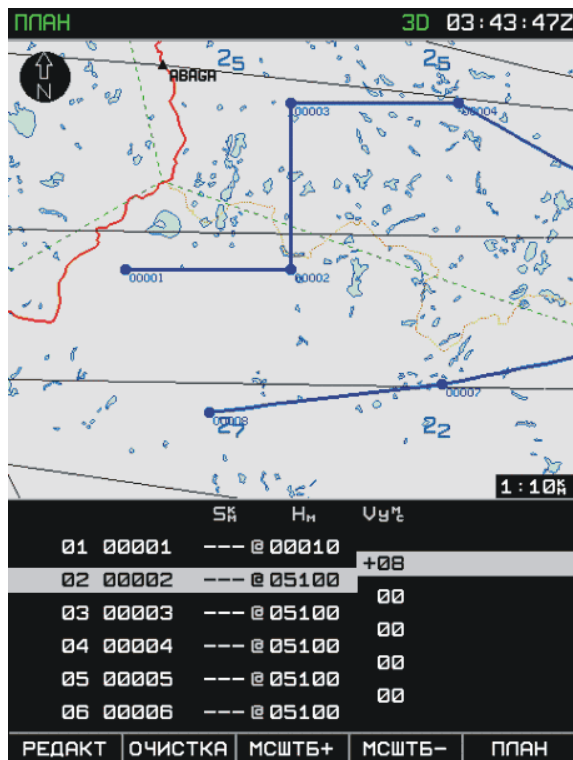 ПЛАН 3D 03:43:47Z
25 25
N
ABAGA
00003 00004
00001 00002
00007
00008
27 22
1:10КМ
SКМ HМ VyМС
01 00001 --- @ 00010
+08
02 00002 --- @ 05100
00
03 00003 --- @ 05100
00
04 00004 --- @ 05100
00
05 00005 --- @ 05100
00
06 00006 --- @ 05100
РЕДАКТ ОЧИСТКА МСШТБ+ МСШТБ− ПЛАН